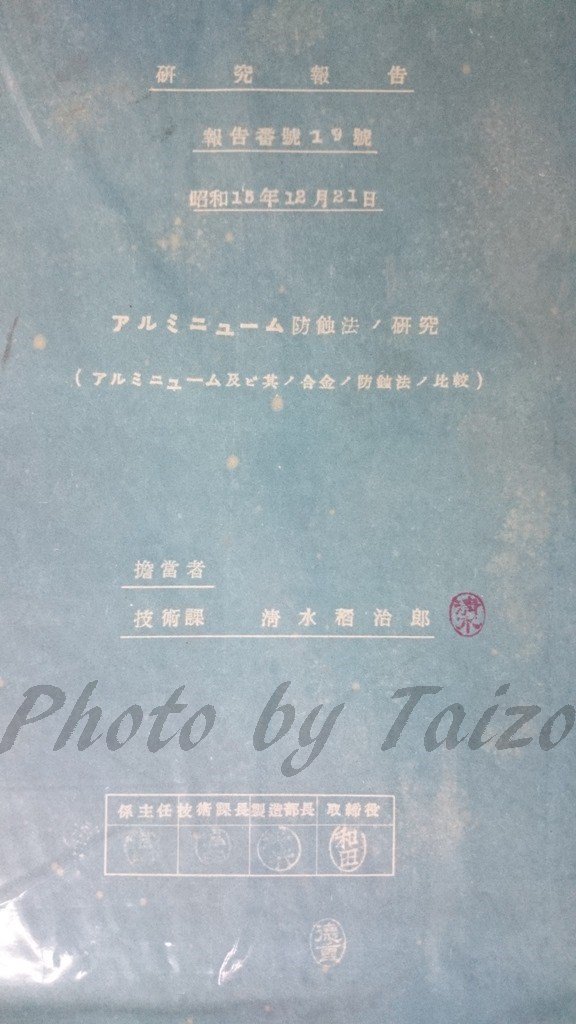 研究報告
報告番號19號
昭和15年12月21日
アルミニューム防蝕法ノ研究
(アルミニューム及ビ其ノ合金ノ防蝕法ノ比較)
擔當者
技術課 清水稻治郎
清水
Photo by Taizo
係主任 技術課長 製造部長 取締役
和田